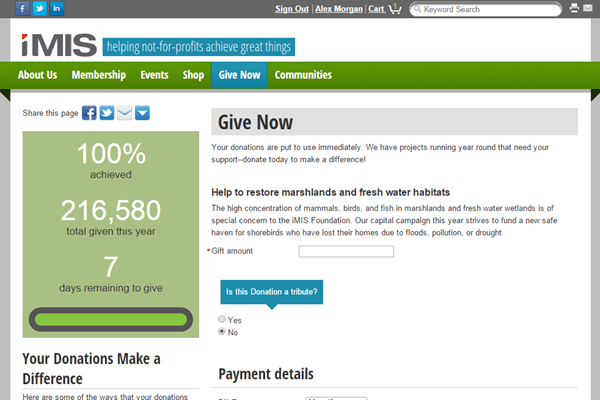 Sign Out | Alex Morgan | Cart 1
Keyword Search
iMIS helping not-for-profits achieve great things
About Us Membership Events Shop Give Now Communities
Share this page
100%
achieved
216,580
total given this year
7
days remaining to give
Your Donations Make a
Difference
Here are some of the ways that your donations
Give Now
Your donations are put to use immediately. We have projects running year round that need your
support--donate today to make a difference!
Help to restore marshlands and fresh water habitats
The high concentration of mammals, birds, and fish in marshlands and fresh water wetlands is of
special concern to the iMIS Foundation. Our capital campaign this year strives to fund a new safe
haven for shorebirds who have lost their homes due to floods, pollution, or drought.
*Gift amount
Is this Donation a tribute?
Yes
No
Payment details